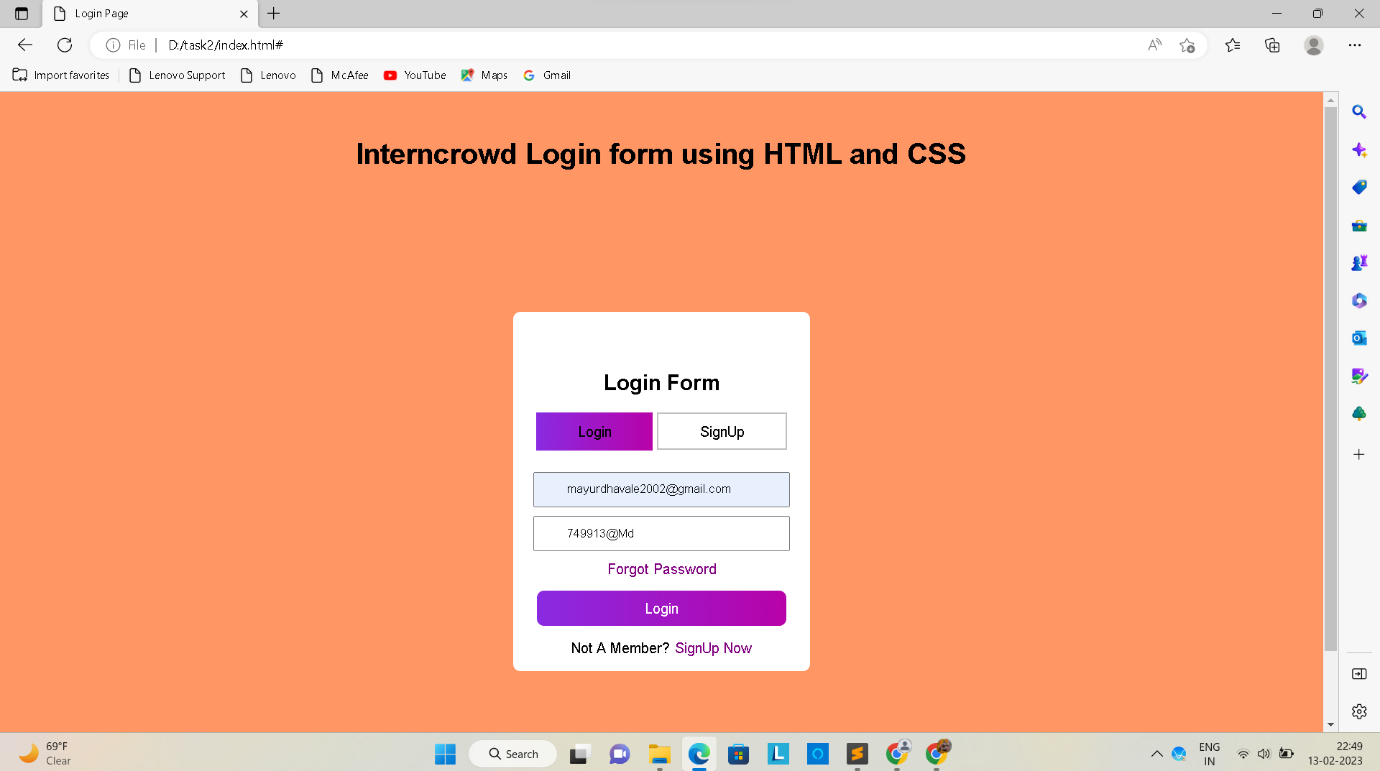 Login Page
File | D:/task2/index.html#
Import favorites Lenovo Support Lenovo McAfee YouTube Maps Gmail
Interncrowd Login form using HTML and CSS
Login Form
Login SignUp
mayurdhavale2002@gmail.com
749913@Md
Forgot Password
Login
Not A Member? SignUp Now
69°F
Clear
Search
ENG
IN
22:49
13-02-2023